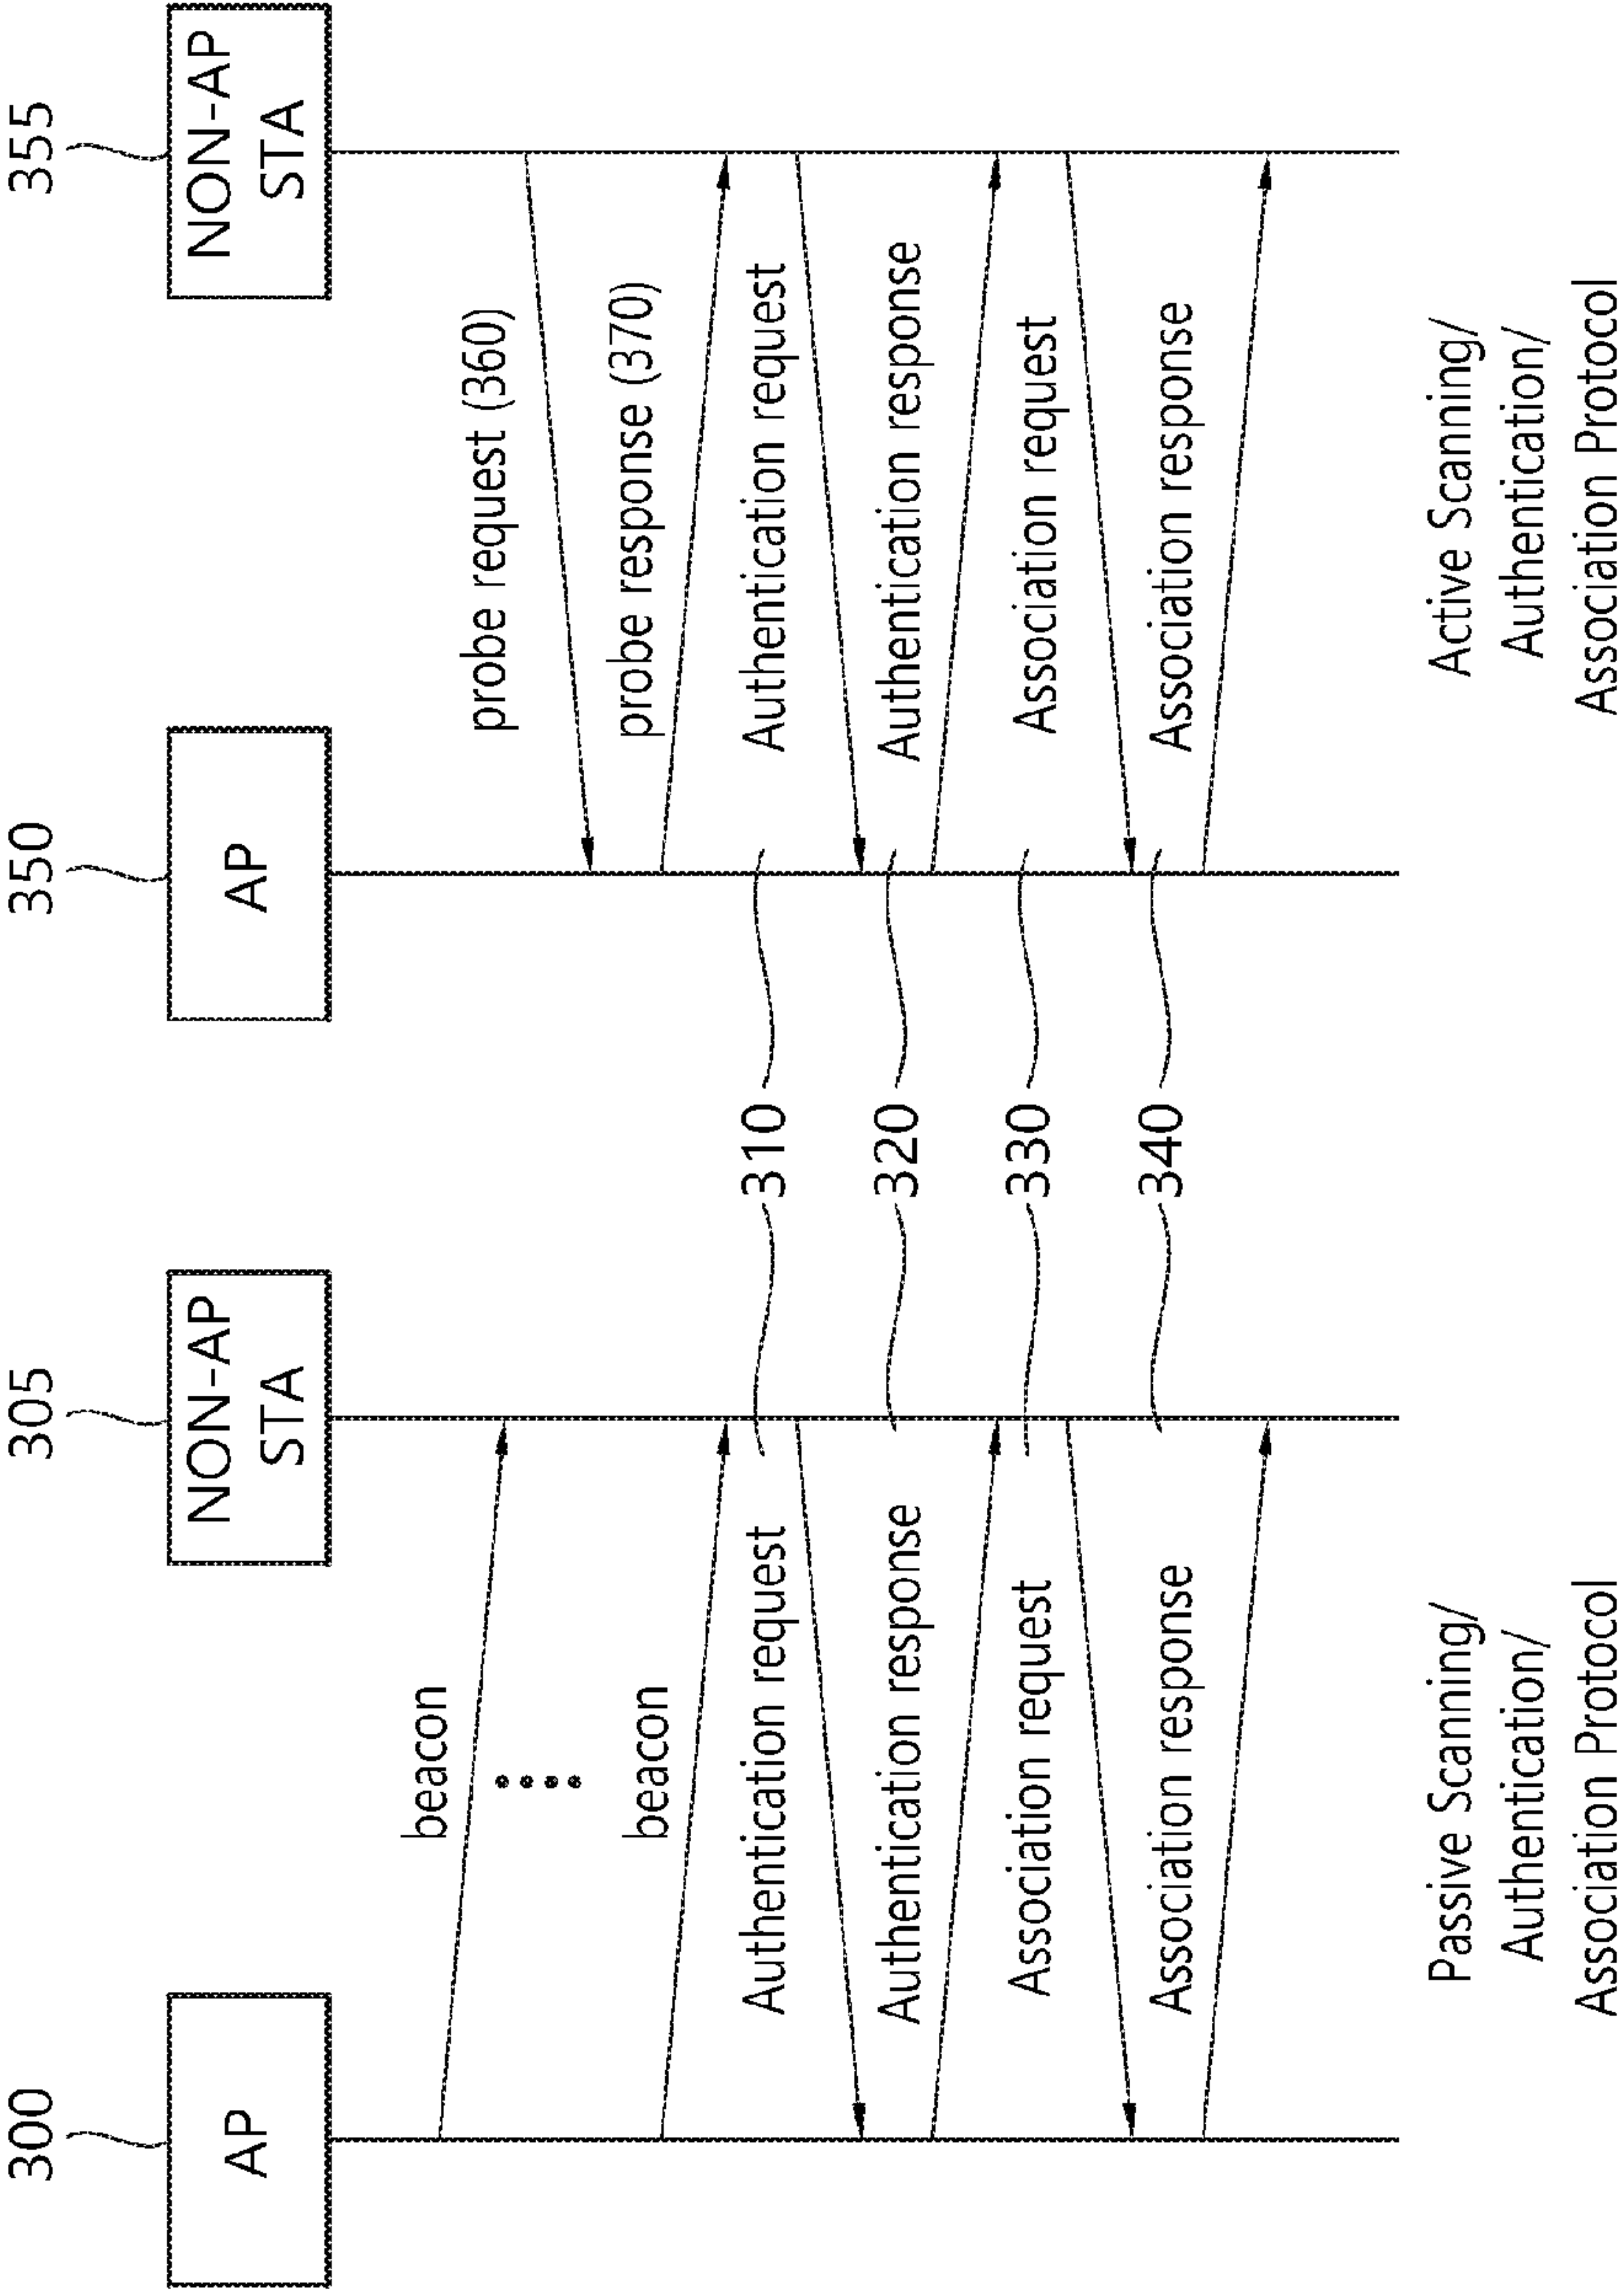 300
305
350
355
AP
NON-AP
STA
AP
NON-AP
STA
beacon
beacon
Authentication request
Authentication response
Association request
Association response
310
320
330
340
probe request (360)
probe response (370)
Authentication request
Authentication response
Association request
Association response
Passive Scanning/
Authentication/
Association Protocol
Active Scanning/
Authentication/
Association Protocol